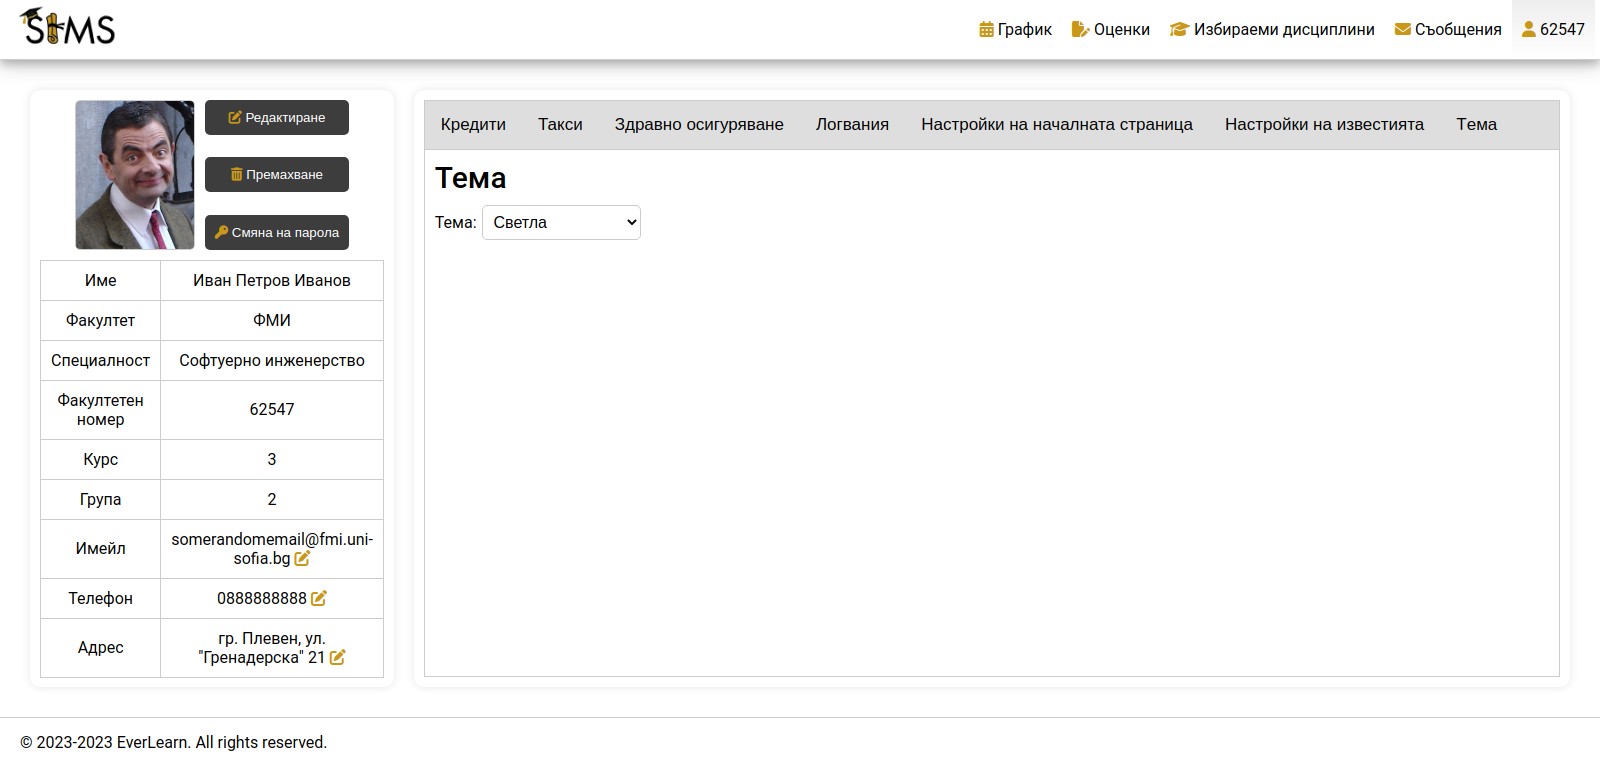 SIMS
График
Оценки
Избираеми дисциплини
Съобщения
62547
Редактиране
Премахване
Смяна на парола
Име
Иван Петров Иванов
Факултет
ФМИ
Специалност
Софтуерно инженерство
Факултетен
номер
62547
Курс
3
Група
2
Имейл
somerandomemail@fmi.uni-
sofia.bg
Телефон
0888888888
Адрес
гр. Плевен, ул.
"Гренадерска" 21
Кредити
Такси
Здравно осигуряване
Логвания
Настройки на началната страница
Настройки на известията
Тема
Тема
Тема:
Светла
© 2023-2023 EverLearn. All rights reserved.